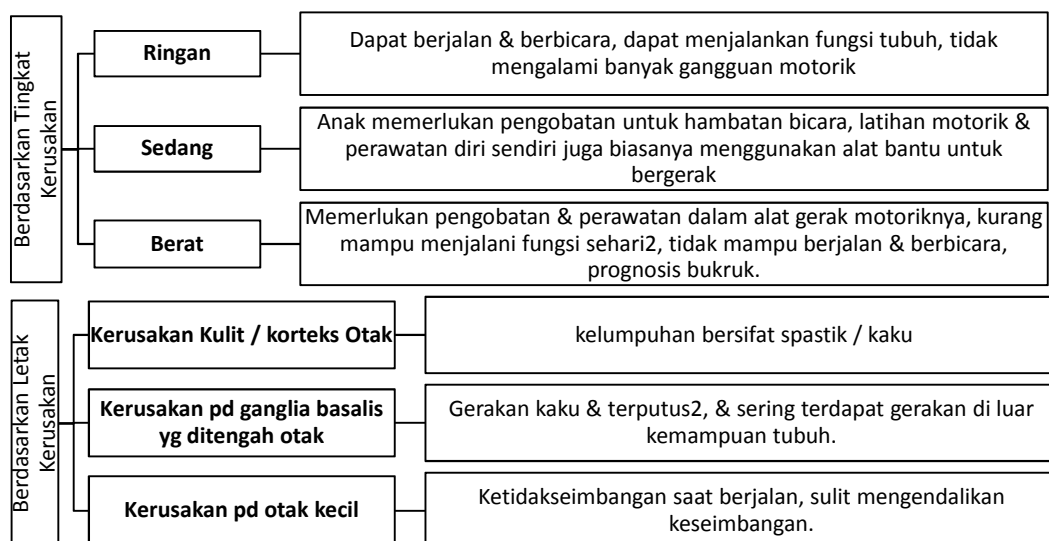 Berdasarkan Tingkat
Kerusakan
Ringan
Dapat berjalan & berbicara, dapat menjalankan fungsi tubuh, tidak
mengalami banyak gangguan motorik
Sedang
Anak memerlukan pengobatan untuk hambatan bicara, latihan motorik &
perawatan diri sendiri juga biasanya menggunakan alat bantu untuk
bergerak
Berat
Memerlukan pengobatan & perawatan dalam alat gerak motoriknya, kurang
mampu menjalani fungsi sehari2, tidak mampu berjalan & berbicara,
prognosis bukruk.
Berdasarkan Letak
Kerusakan
Kerusakan Kulit / korteks Otak
kelumpuhan bersifat spastik / kaku
Kerusakan pd ganglia basalis
yg ditengah otak
Gerakan kaku & terputus2, & sering terdapat gerakan di luar
kemampuan tubuh.
Kerusakan pd otak kecil
Ketidakseimbangan saat berjalan, sulit mengendalikan
keseimbangan.